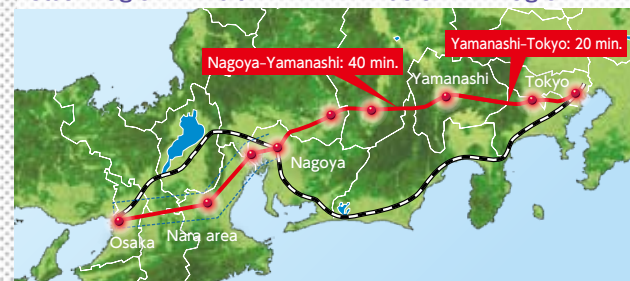 Nagoya–Yamanashi: 40 min.
Yamanashi-Tokyo: 20 min.
Yamanashi
Tokyo
Nagoya
Osaka
Nara area